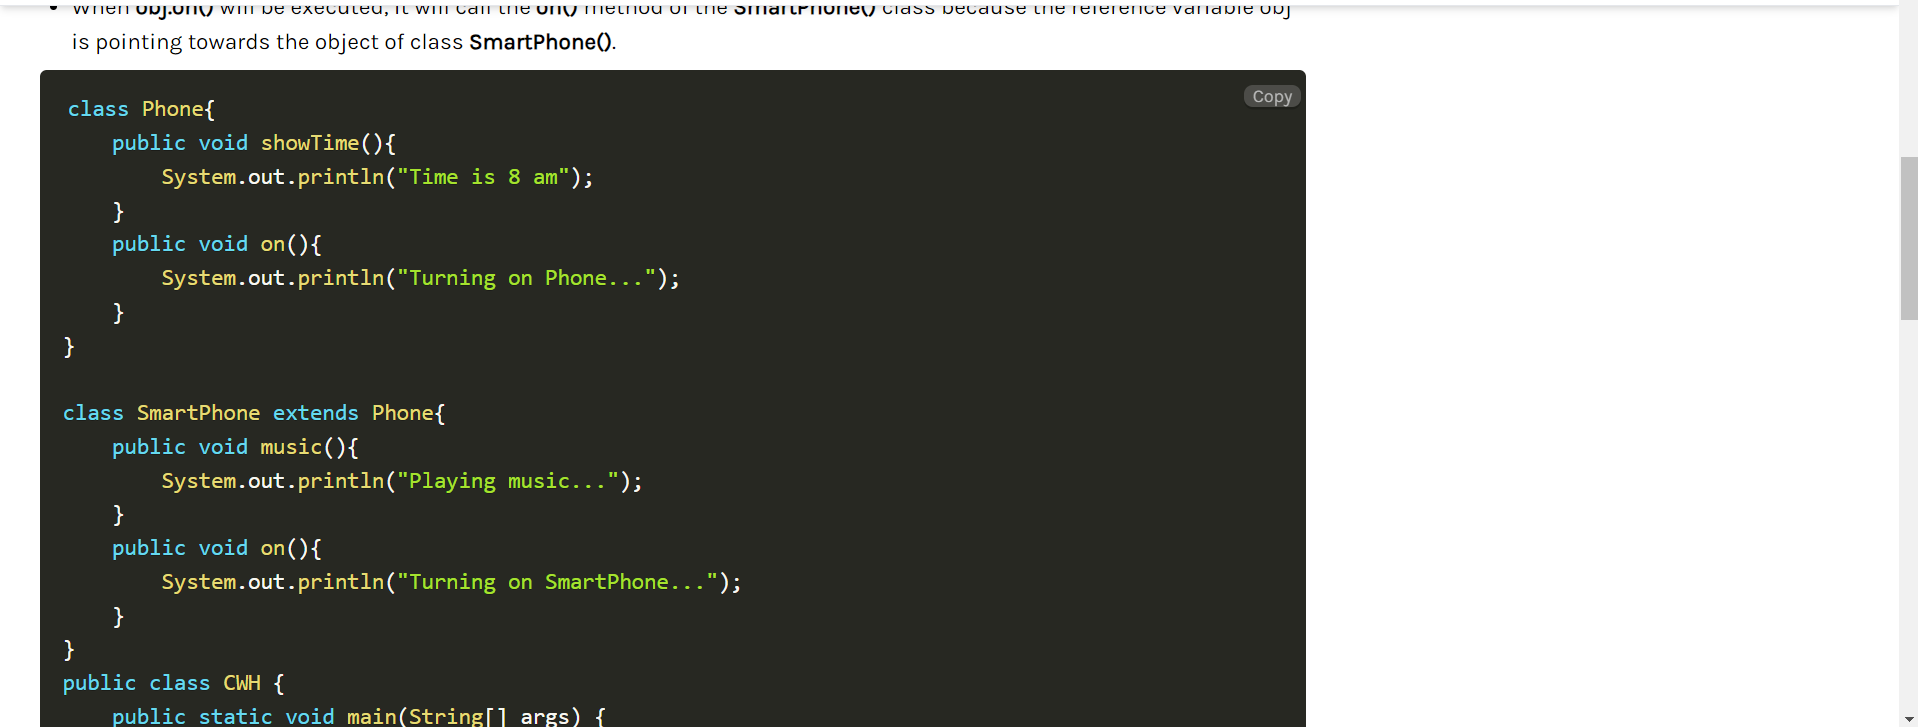 When obj.on() will be executed, it will call the on() method of the SmartPhone() class because the reference variable obj
is pointing towards the object of class SmartPhone().
Copy
class Phone{
    public void showTime(){
        System.out.println("Time is 8 am");
    }
    public void on(){
        System.out.println("Turning on Phone...");
    }
}

class SmartPhone extends Phone{
    public void music(){
        System.out.println("Playing music...");
    }
    public void on(){
        System.out.println("Turning on SmartPhone...");
    }
}
public class CWH {
    public static void main(String[] args) {